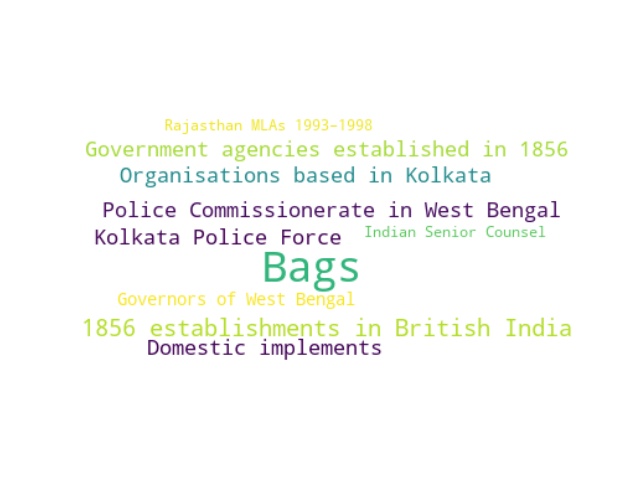 Rajasthan MLAs 1993–1998
Government agencies established in 1856
Organisations based in Kolkata
Police Commissionerate in West Bengal
Kolkata Police Force
Indian Senior Counsel
Bags
Governors of West Bengal
1856 establishments in British India
Domestic implements